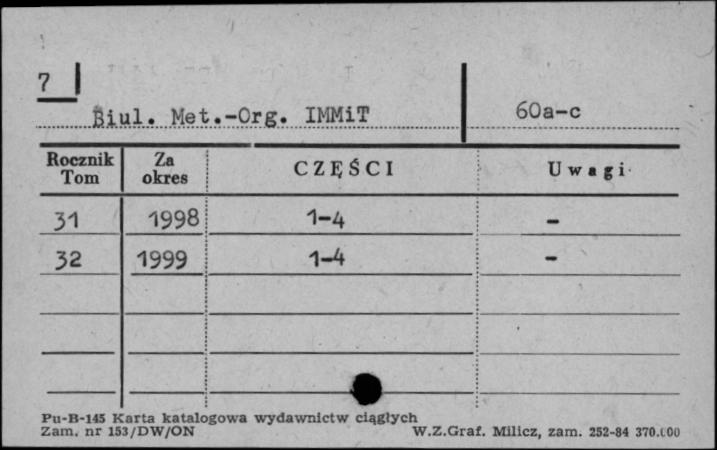 7
Biul. Met.-Org. IMMiT 60a-c
Rocznik Tom Za okres CZĘŚCI Uwagi
31 1998 1-4 -
32 1999 1-4 -
Pu-B-145 Karta katalogowa wydawnictw ciągłych
Zam. nr 153/DW/ON W.Z.Graf. Milicz, zam. 252-84 370.000